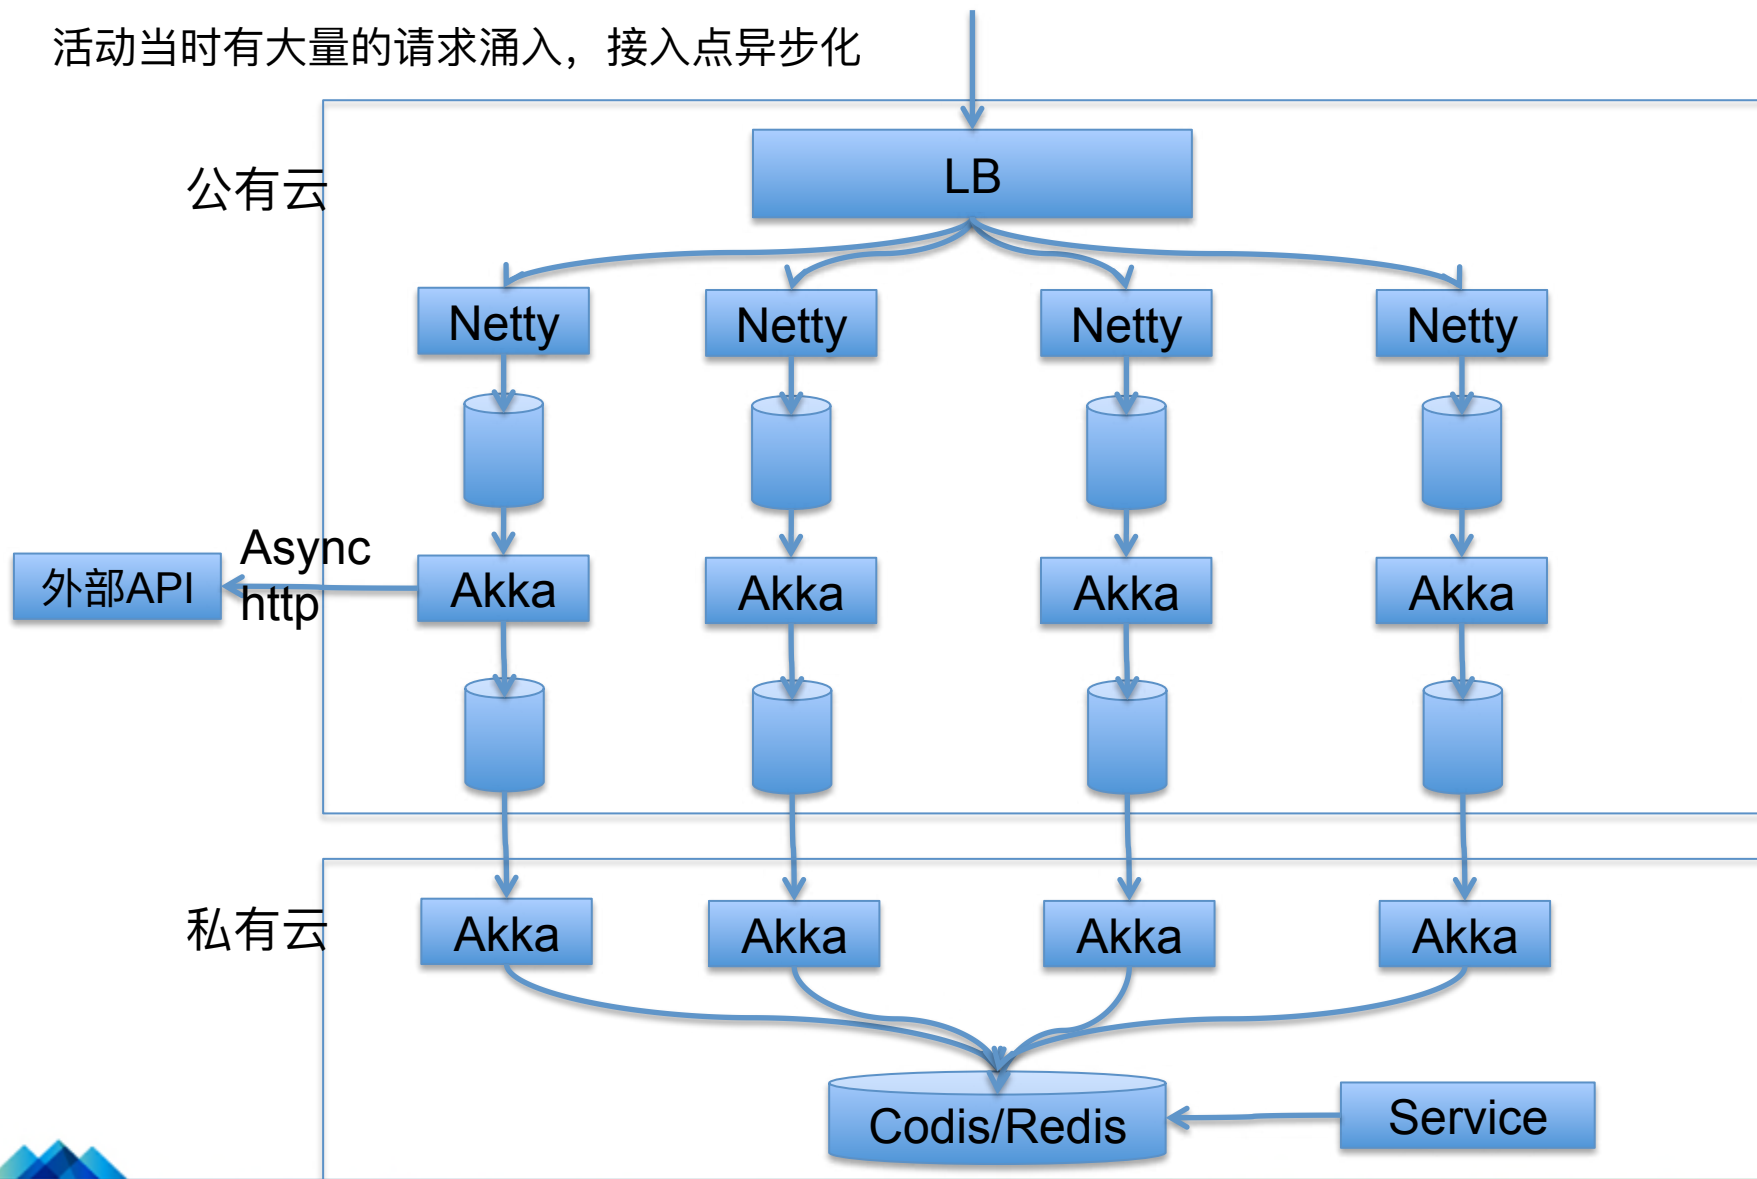 活动当时有大量的请求涌入，接入点异步化
公有云
LB
Netty
Netty
Netty
Netty
Async
http
外部API
Akka
Akka
Akka
Akka
私有云
Akka
Akka
Akka
Akka
Codis/Redis
Service